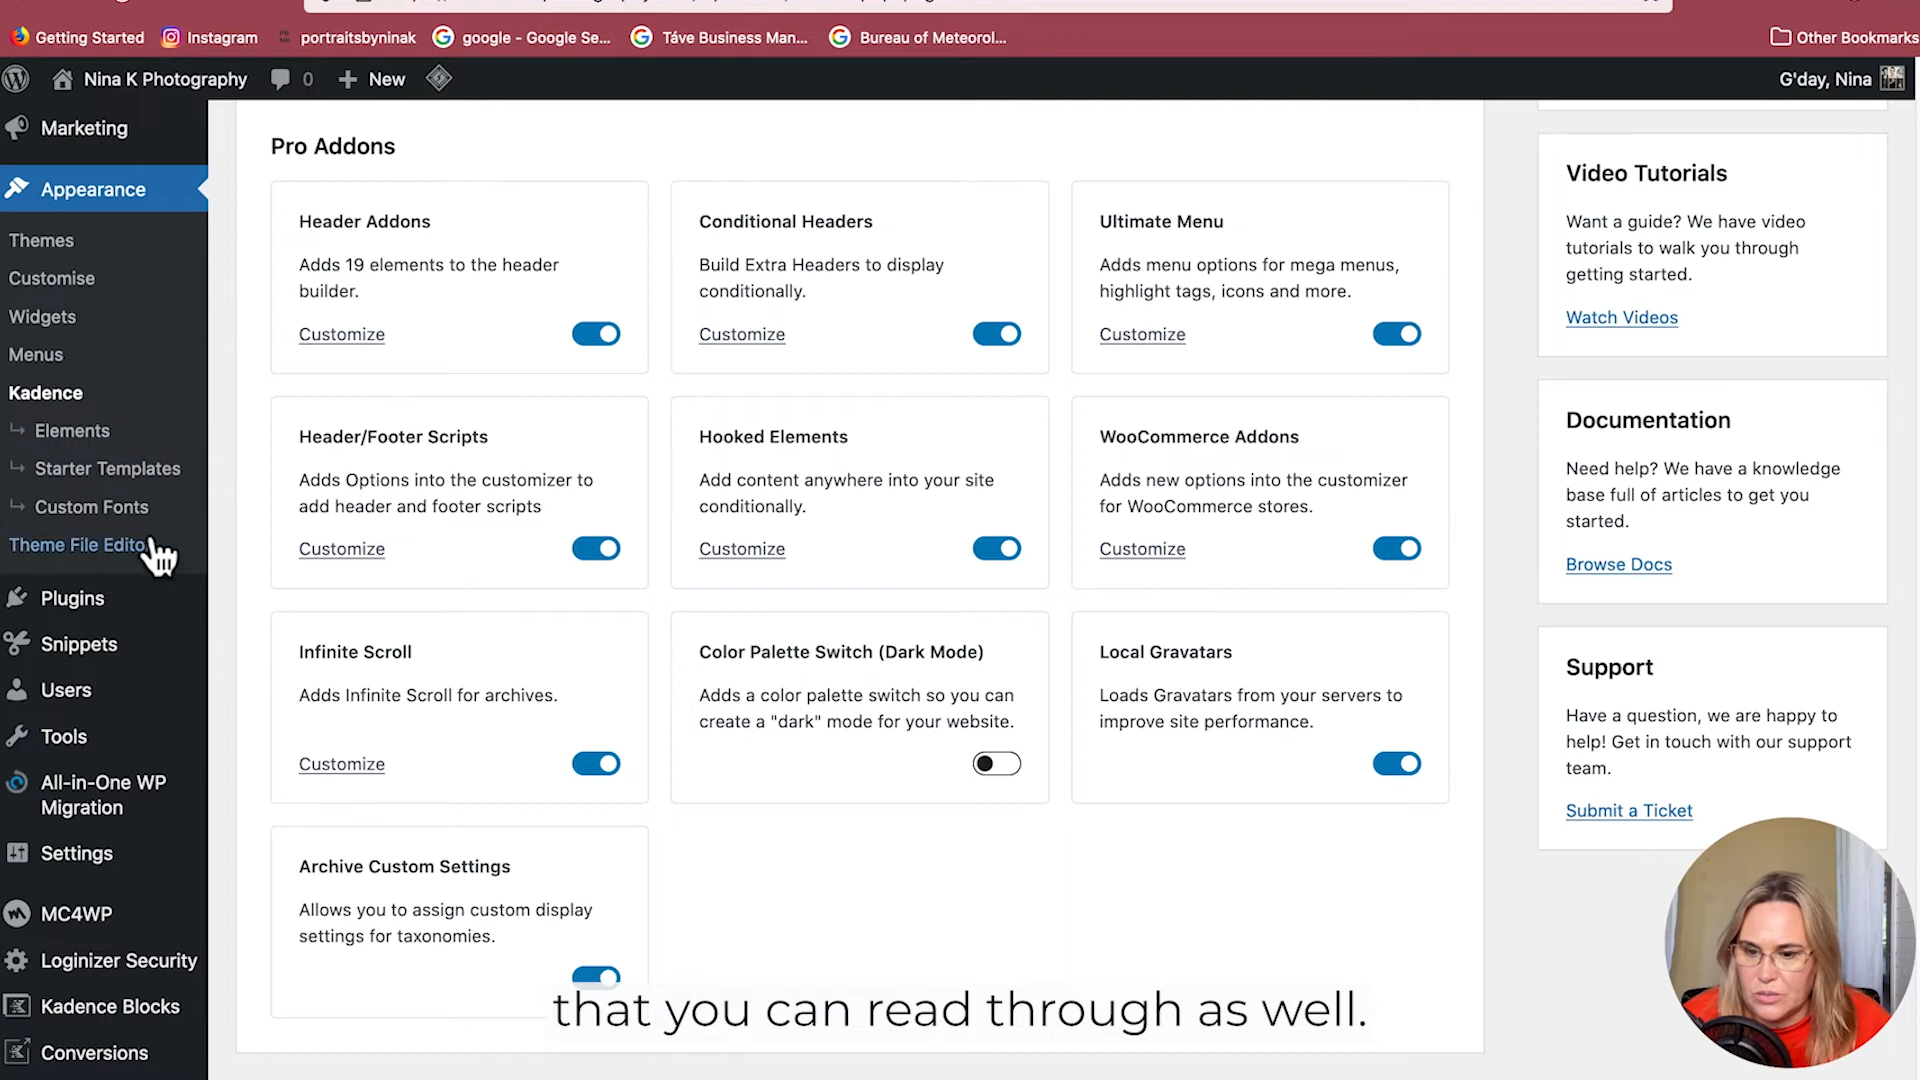 Getting Started
Instagram
portraitsbyninak
google - Google Se...
Táve Business Man...
Bureau of Meteorol...
Other Bookmarks
Nina K Photography
0
New
G'day, Nina
Marketing
Appearance
Themes
Customise
Widgets
Menus
Kadence
Elements
Starter Templates
Custom Fonts
Theme File Edito
Plugins
Snippets
Users
Tools
All-in-One WP
Migration
Settings
MC4WP
Loginizer Security
Kadence Blocks
Conversions
Pro Addons
Header Addons
Adds 19 elements to the header
builder.
Customize
Conditional Headers
Build Extra Headers to display
conditionally.
Customize
Ultimate Menu
Adds menu options for mega menus,
highlight tags, icons and more.
Customize
Header/Footer Scripts
Adds Options into the customizer to
add header and footer scripts
Customize
Hooked Elements
Add content anywhere into your site
conditionally.
Customize
WooCommerce Addons
Adds new options into the customizer
for WooCommerce stores.
Customize
Infinite Scroll
Adds Infinite Scroll for archives.
Customize
Color Palette Switch (Dark Mode)
Adds a color palette switch so you can
create a "dark" mode for your website.
Local Gravatars
Loads Gravatars from your servers to
improve site performance.
Archive Custom Settings
Allows you to assign custom display
settings for taxonomies.
Video Tutorials
Want a guide? We have video
tutorials to walk you through
getting started.
Watch Videos
Documentation
Need help? We have a knowledge
base full of articles to get you
started.
Browse Docs
Support
Have a question, we are happy to
help! Get in touch with our support
team.
Submit a Ticket
that you can read through as well.